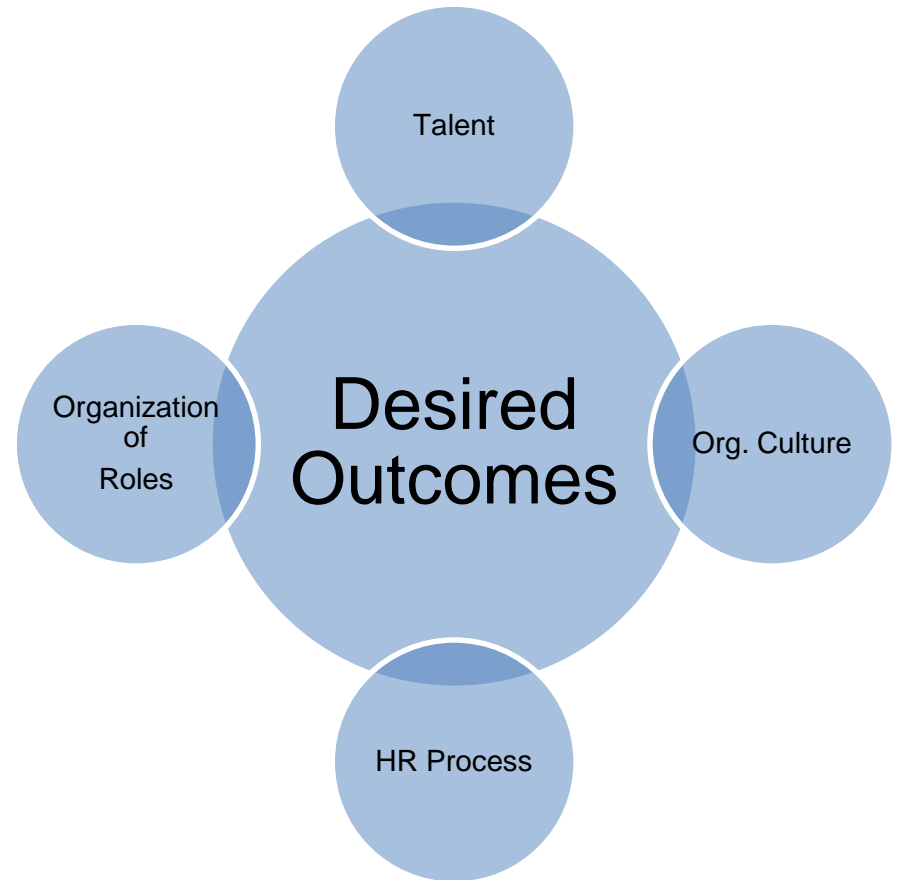 Talent
Organization
of
Roles
Desired
Outcomes
Org. Culture
HR Process